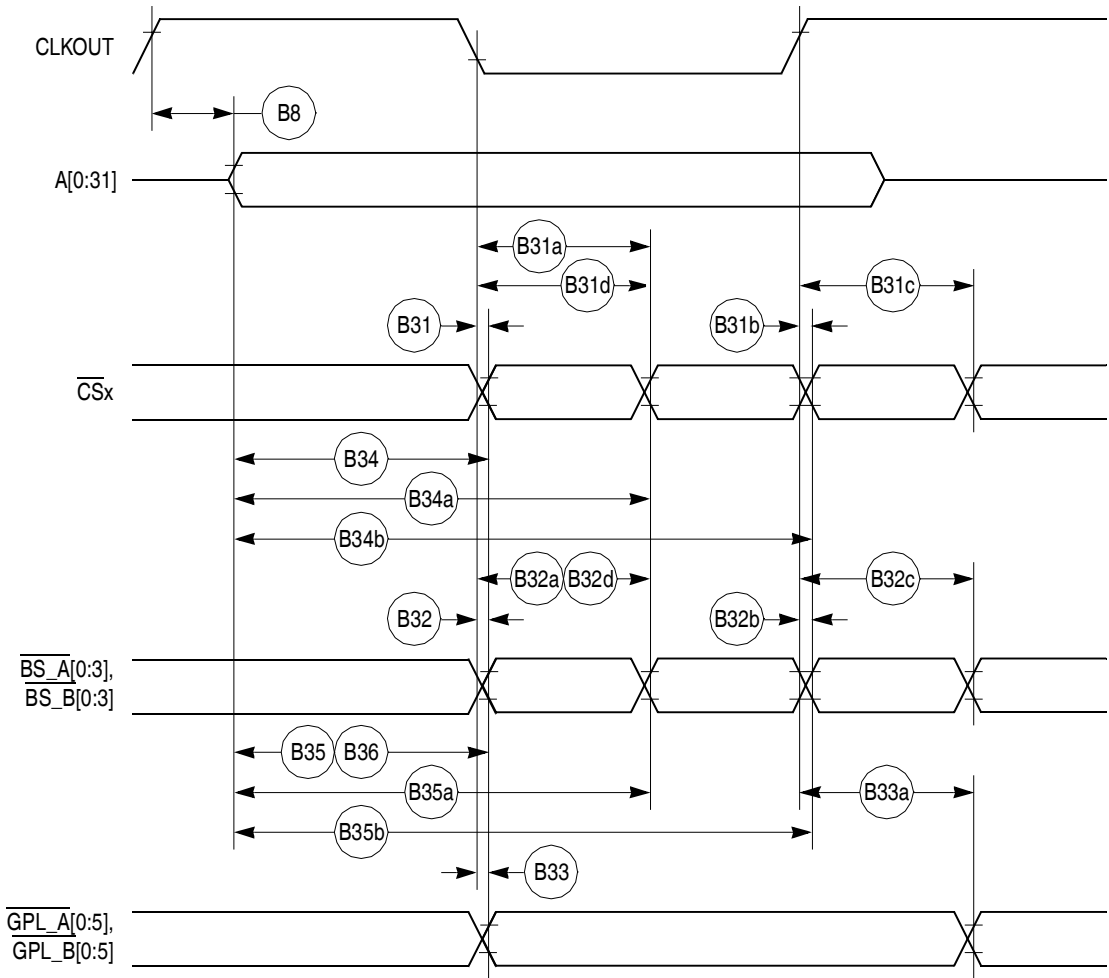 CLKOUT
B8
A[0:31]
B31a
B31d
B31c
B31
B31b
CSx
B34
B34a
B34b
B32a B32d
B32c
B32
B32b
BS_A[0:3],
BS_B[0:3]
B35 B36
B35a
B33a
B35b
B33
GPL_A[0:5],
GPL_B[0:5]